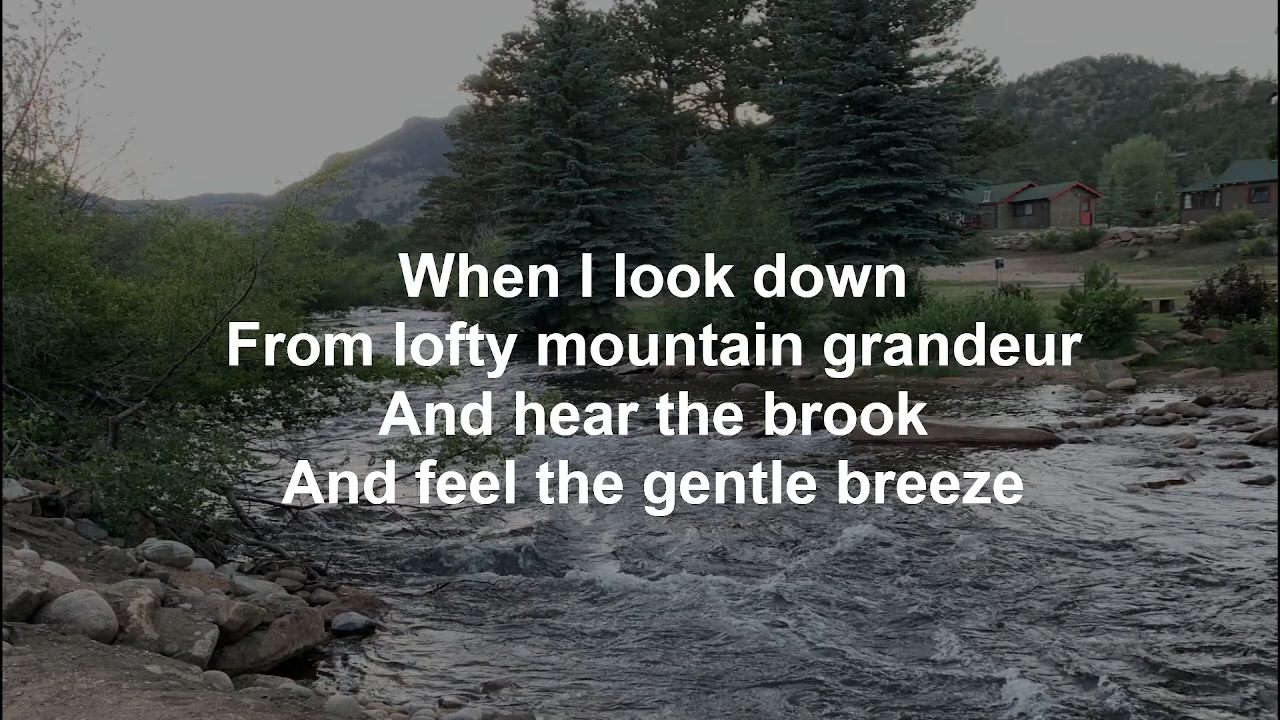 When I look down
From lofty mountain grandeur
And hear the brook
And feel the gentle breeze